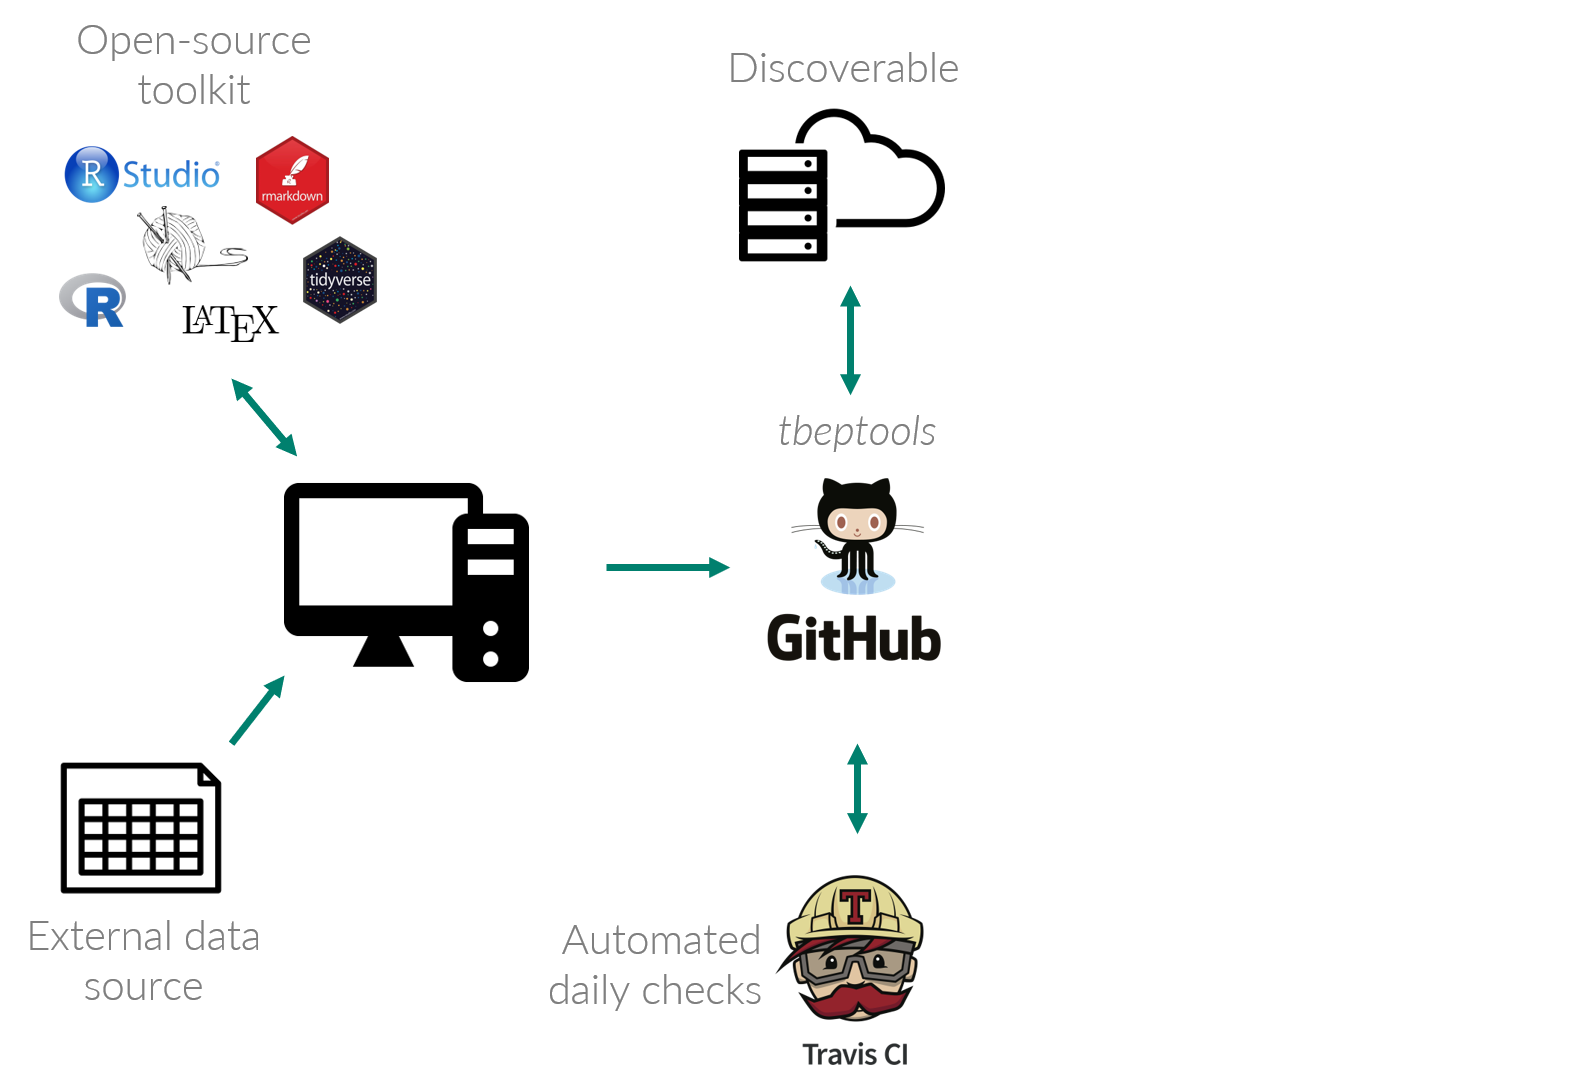 Open-source
toolkit
R Studio®
rmarkdown
tidyverse
R
LATEX
External data
source
Discoverable
tbeptools
GitHub
Automated
daily checks
T
Travis CI